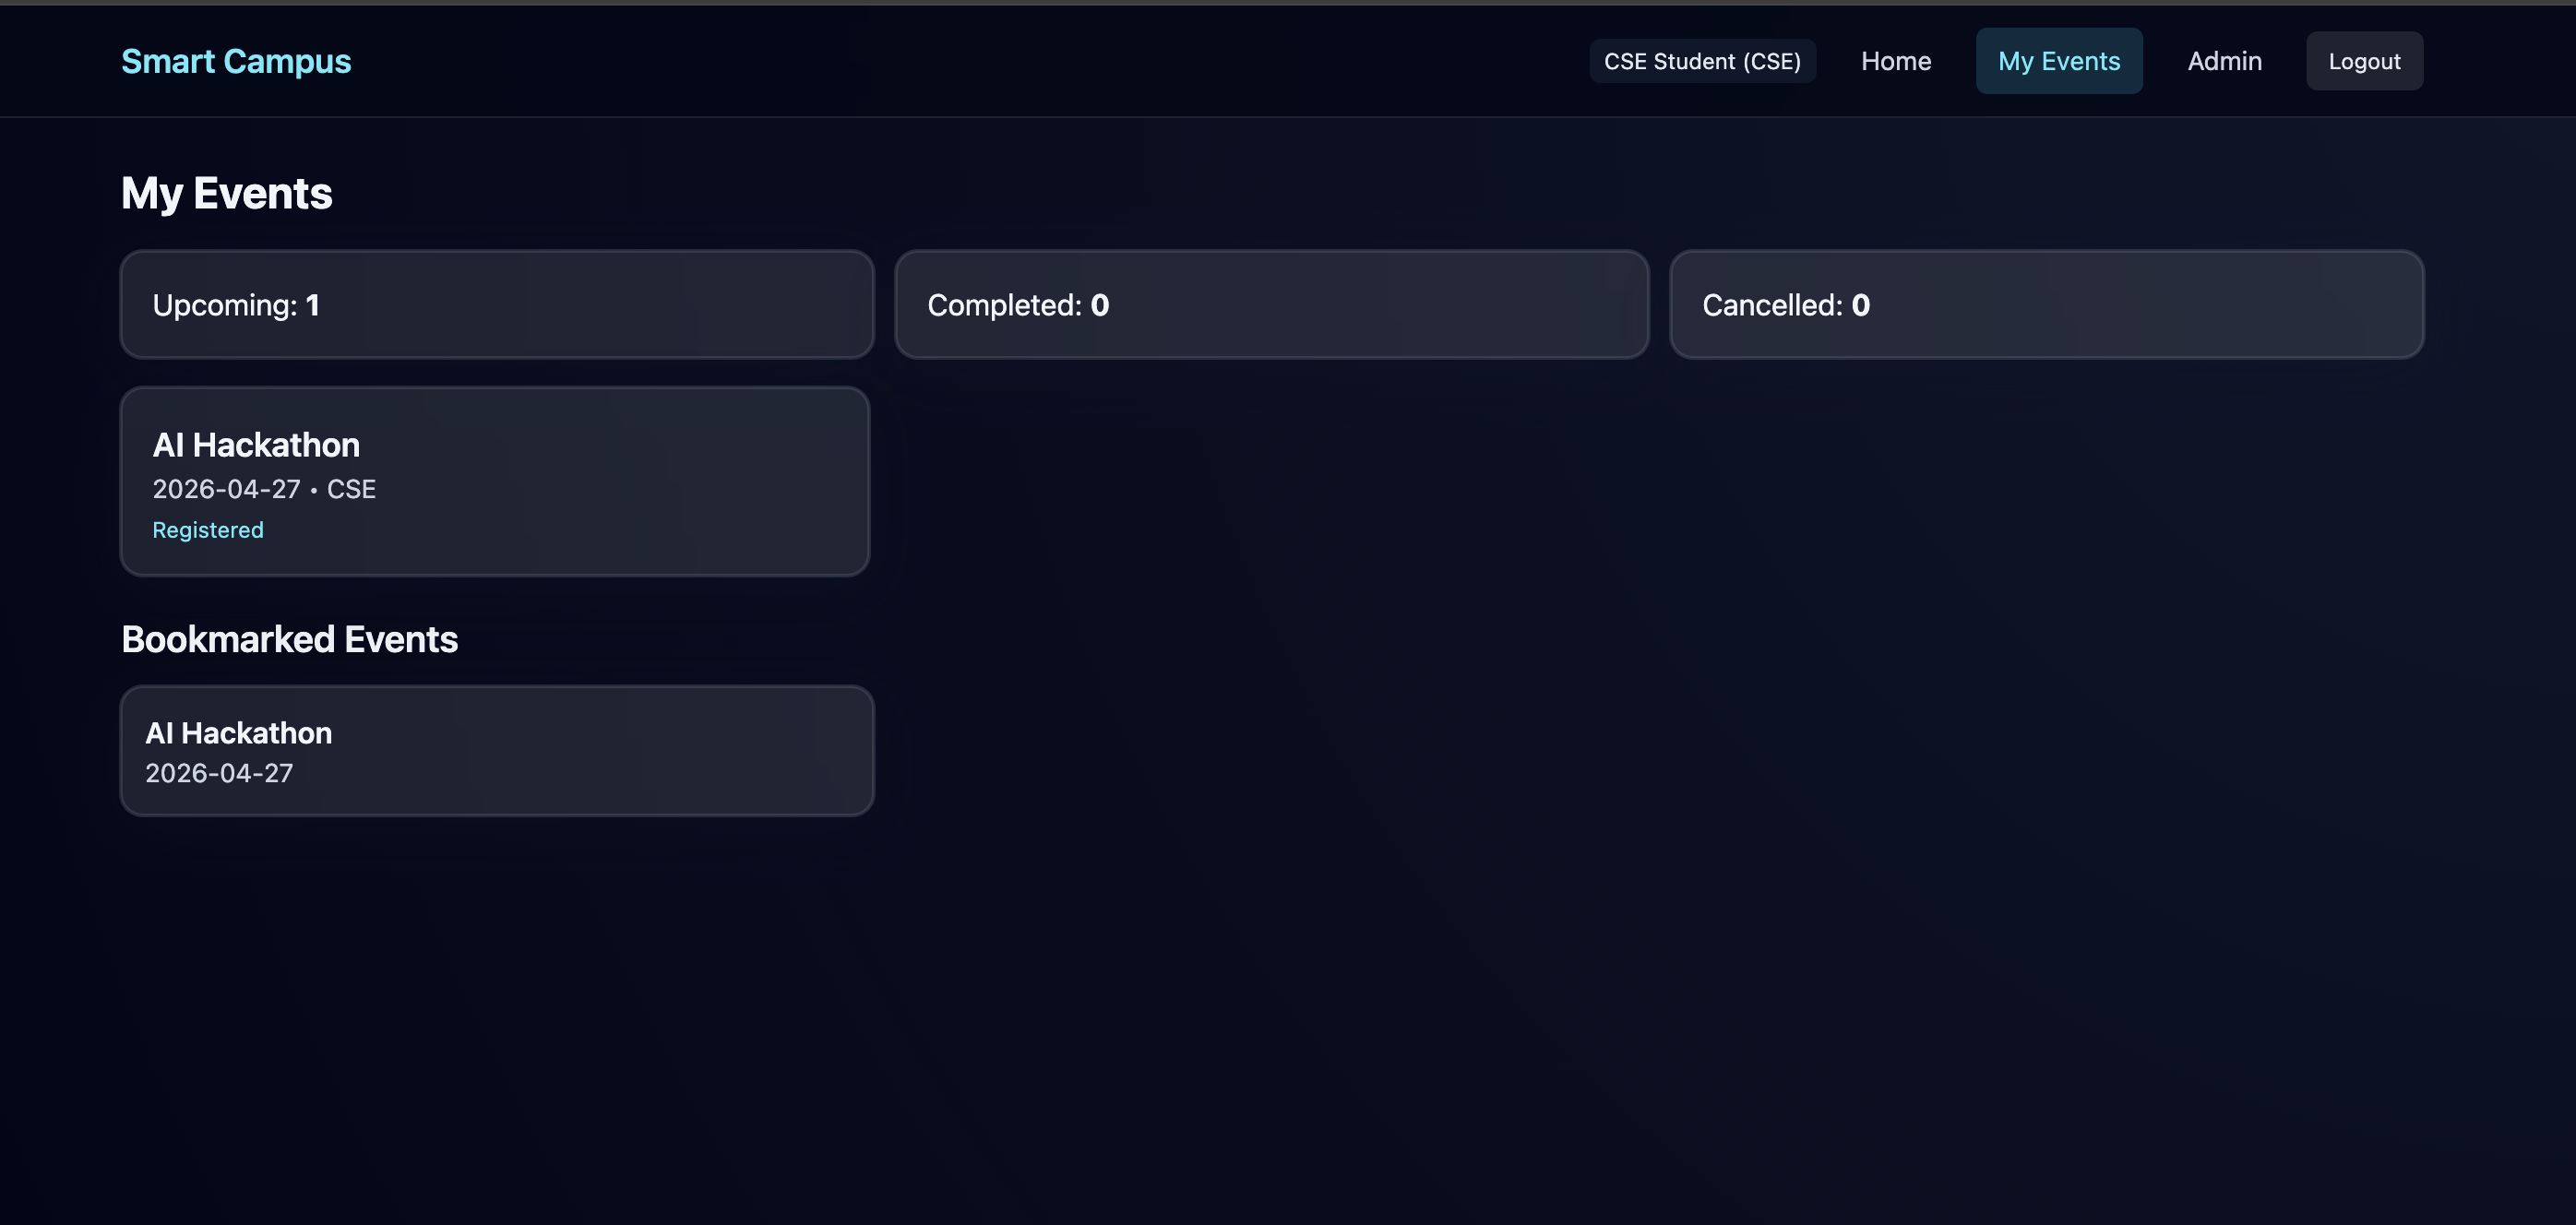 Smart Campus
CSE Student (CSE)
Home
My Events
Admin
Logout
My Events
Upcoming: 1
Completed: 0
Cancelled: 0
AI Hackathon
2026-04-27 • CSE
Registered
Bookmarked Events
AI Hackathon
2026-04-27